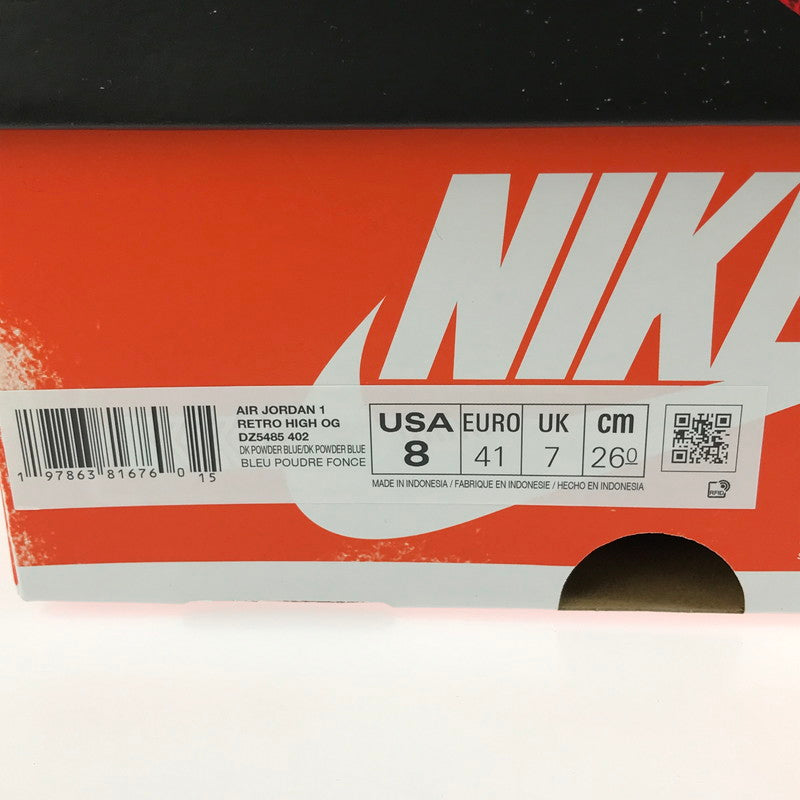 NIKE
AIR JORDAN 1
RETRO HIGH OG
DZ5485 402
DK POWDER BLUE/DK POWDER BLUE
BLEU POUDRE FONCE
1 97863 81676 0 15
USA EURO UK cm
8 41 7 26.0
MADE IN INDONESIA / FABRIQUE EN INDONESIE / HECHO EN INDONESIA
RFID